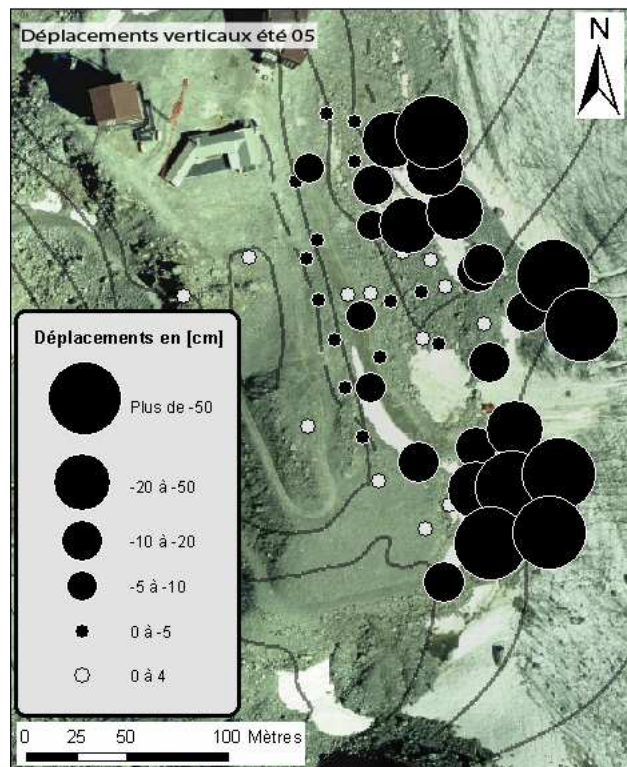 Déplacements verticaux été 05
N
Déplacements en [cm]
Plus de -50
-20 à -50
-10 à -20
-5 à -10
0 à -5
0 à 4
0 25 50 100 Mètres